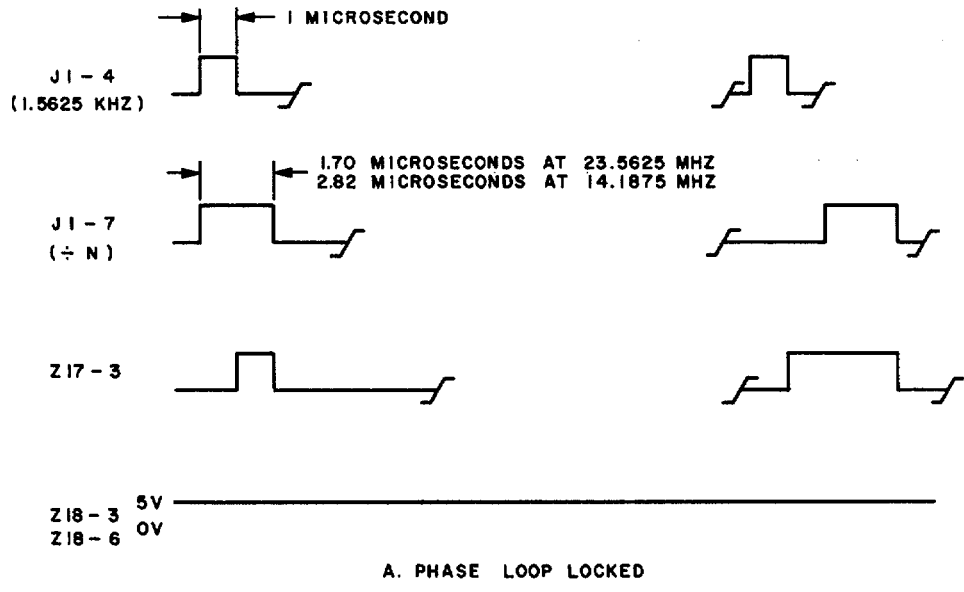 1 MICROSECOND
J1-4
(1.5625 KHZ)
1.70 MICROSECONDS AT 23.5625 MHZ
2.82 MICROSECONDS AT 14.1875 MHZ
J1-7
(÷ N)
Z17-3
5V
Z18-3
0V
Z18-6
A. PHASE LOOP LOCKED